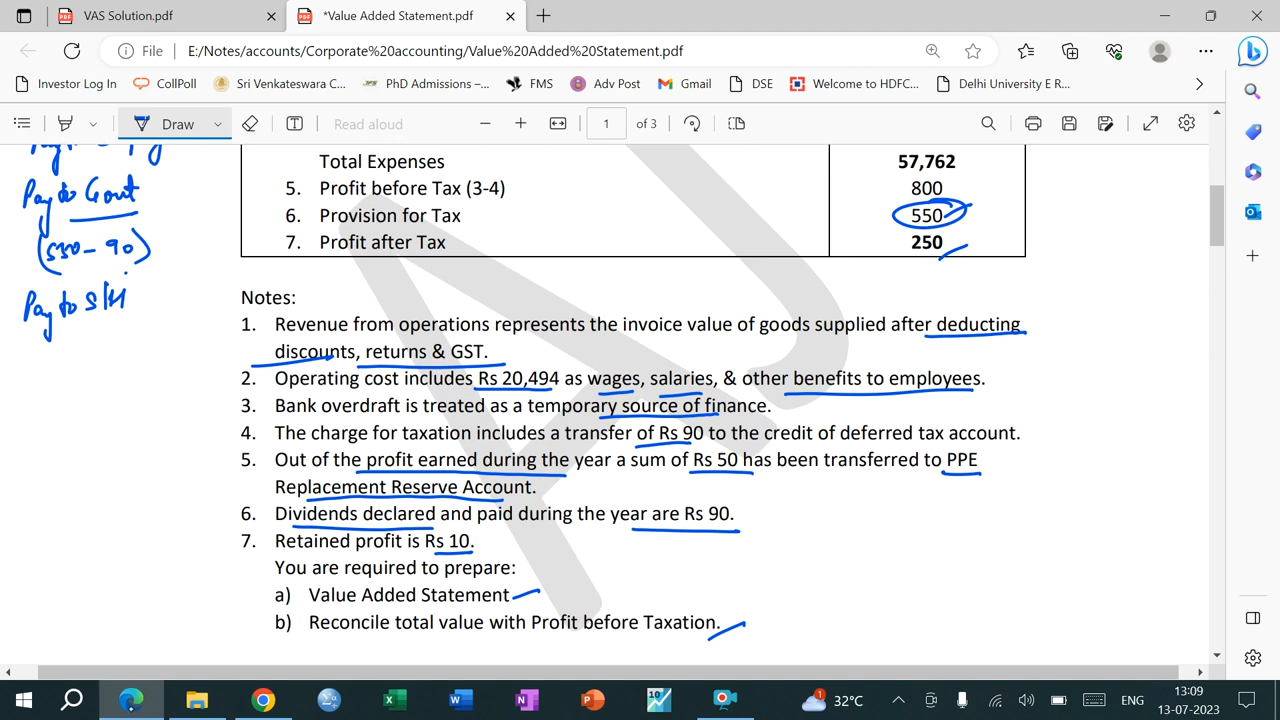 VAS Solution.pdf
*Value Added Statement.pdf
File E:/Notes/accounts/Corporate%20accounting/Value%20Added%20Statement.pdf
Investor Log In CollPoll Sri Venkateswara C... PhD Admissions –... FMS Adv Post Gmail DSE Welcome to HDFC... Delhi University E R...
Draw Read aloud 1 of 3
Pay to Govt
(550 – 90)
Pay to S/H
Total Expenses 57,762
5. Profit before Tax (3-4) 800
6. Provision for Tax 550
7. Profit after Tax 250
Notes:
1. Revenue from operations represents the invoice value of goods supplied after deducting
discounts, returns & GST.
2. Operating cost includes Rs 20,494 as wages, salaries, & other benefits to employees.
3. Bank overdraft is treated as a temporary source of finance.
4. The charge for taxation includes a transfer of Rs 90 to the credit of deferred tax account.
5. Out of the profit earned during the year a sum of Rs 50 has been transferred to PPE
Replacement Reserve Account.
6. Dividends declared and paid during the year are Rs 90.
7. Retained profit is Rs 10.
You are required to prepare:
a) Value Added Statement
b) Reconcile total value with Profit before Taxation.
1 32°C ENG 13:09
13-07-2023